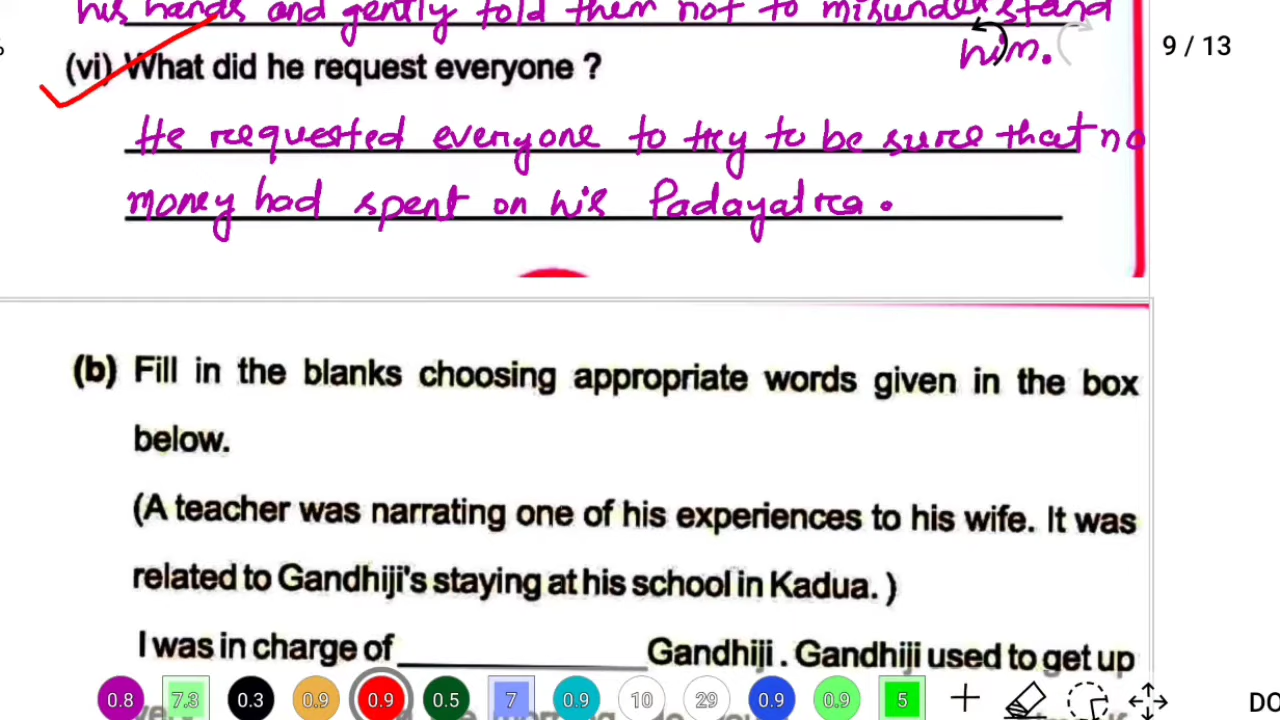 his hands and gently told them not to misunderstand
him.
9 / 13
(vi) What did he request everyone ?
He requested everyone to try to be sure that no
money had spent on his Padayatra.
(b) Fill in the blanks choosing appropriate words given in the box
below.
(A teacher was narrating one of his experiences to his wife. It was
related to Gandhiji's staying at his school in Kadua. )
I was in charge of __________ Gandhiji . Gandhiji used to get up
0.8 7.3 0.3 0.9 0.9 0.5 7 0.9 10 29 0.9 0.9 5